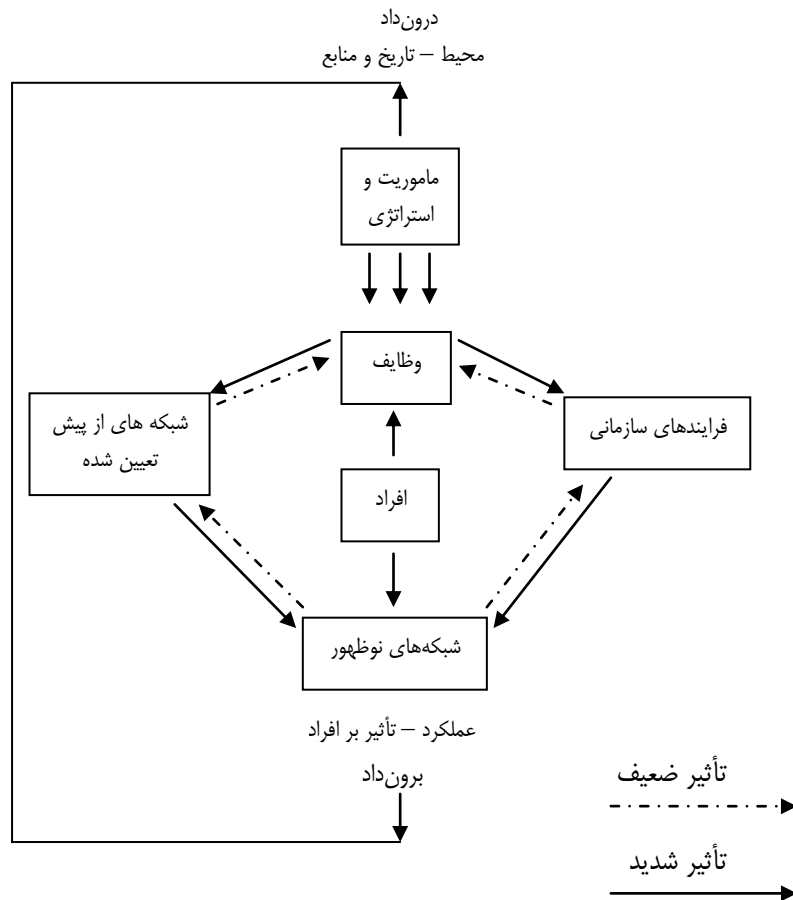 درون‌داد
محیط – تاریخ و منابع
ماموریت و
استراتژی
وظایف
شبکه های از پیش
تعیین شده
فرایندهای سازمانی
افراد
شبکه‌های نوظهور
عملکرد – تأثیر بر افراد
برون‌داد
تأثیر ضعیف
تأثیر شدید